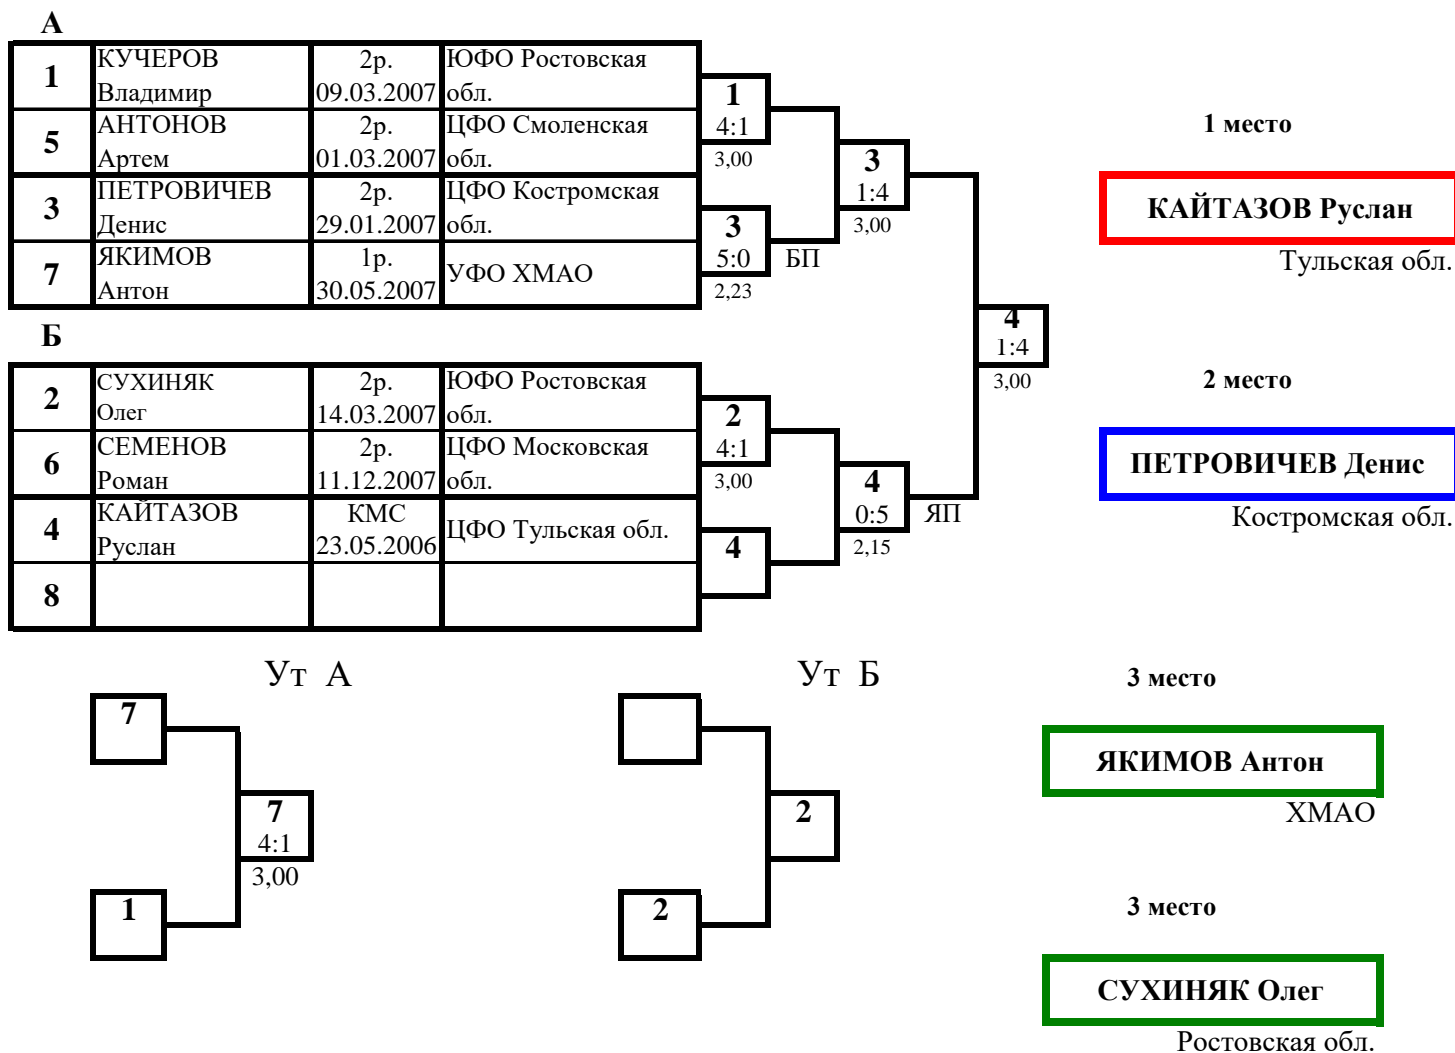 А
1
КУЧЕРОВ
Владимир
2р.
09.03.2007
ЮФО Ростовская
обл.
5
АНТОНОВ
Артем
2р.
01.03.2007
ЦФО Смоленская
обл.
3
ПЕТРОВИЧЕВ
Денис
2р.
29.01.2007
ЦФО Костромская
обл.
7
ЯКИМОВ
Антон
1р.
30.05.2007
УФО ХМАО
1
4:1
3,00
3
5:0
2,23
БП
3
1:4
3,00
Б
2
СУХИНЯК
Олег
2р.
14.03.2007
ЮФО Ростовская
обл.
6
СЕМЕНОВ
Роман
2р.
11.12.2007
ЦФО Московская
обл.
4
КАЙТАЗОВ
Руслан
КМС
23.05.2006
ЦФО Тульская обл.
8
2
4:1
3,00
4
4
0:5
2,15
ЯП
4
1:4
3,00
1 место
КАЙТАЗОВ Руслан
Тульская обл.
2 место
ПЕТРОВИЧЕВ Денис
Костромская обл.
Ут А
7
7
4:1
3,00
1
Ут Б
2
2
3 место
ЯКИМОВ Антон
ХМАО
3 место
СУХИНЯК Олег
Ростовская обл.